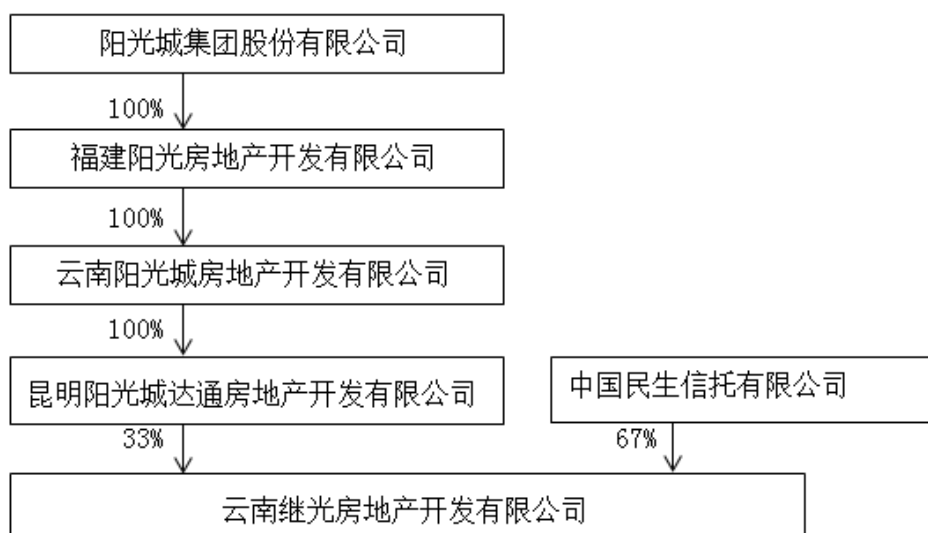 阳光城集团股份有限公司
100%
福建阳光房地产开发有限公司
100%
云南阳光城房地产开发有限公司
100%
昆明阳光城达通房地产开发有限公司
中国民生信托有限公司
33%
67%
云南继光房地产开发有限公司